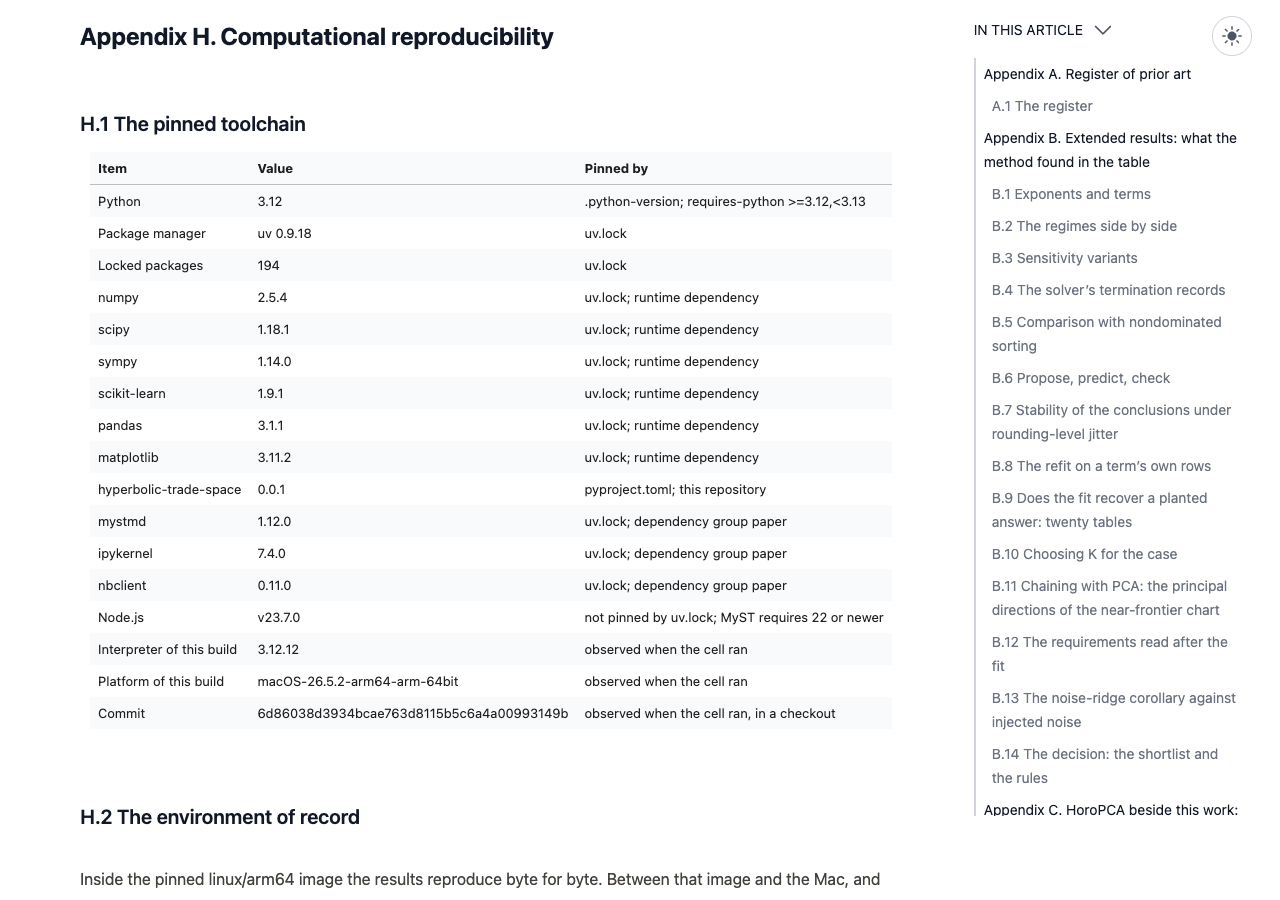 Appendix H. Computational reproducibility
H.1 The pinned toolchain
Item Value Pinned by
Python 3.12 .python-version; requires-python >=3.12,<3.13
Package manager uv 0.9.18 uv.lock
Locked packages 194 uv.lock
numpy 2.5.4 uv.lock; runtime dependency
scipy 1.18.1 uv.lock; runtime dependency
sympy 1.14.0 uv.lock; runtime dependency
scikit-learn 1.9.1 uv.lock; runtime dependency
pandas 3.1.1 uv.lock; runtime dependency
matplotlib 3.11.2 uv.lock; runtime dependency
hyperbolic-trade-space 0.0.1 pyproject.toml; this repository
mystmd 1.12.0 uv.lock; dependency group paper
ipykernel 7.4.0 uv.lock; dependency group paper
nbclient 0.11.0 uv.lock; dependency group paper
Node.js v23.7.0 not pinned by uv.lock; MyST requires 22 or newer
Interpreter of this build 3.12.12 observed when the cell ran
Platform of this build macOS-26.5.2-arm64-arm-64bit observed when the cell ran
Commit 6d86038d3934bcae763d8115b5c6a4a00993149b observed when the cell ran, in a checkout
H.2 The environment of record
Inside the pinned linux/arm64 image the results reproduce byte for byte. Between that image and the Mac, and
IN THIS ARTICLE
Appendix A. Register of prior art
A.1 The register
Appendix B. Extended results: what the
method found in the table
B.1 Exponents and terms
B.2 The regimes side by side
B.3 Sensitivity variants
B.4 The solver’s termination records
B.5 Comparison with nondominated
sorting
B.6 Propose, predict, check
B.7 Stability of the conclusions under
rounding-level jitter
B.8 The refit on a term’s own rows
B.9 Does the fit recover a planted
answer: twenty tables
B.10 Choosing K for the case
B.11 Chaining with PCA: the principal
directions of the near-frontier chart
B.12 The requirements read after the
fit
B.13 The noise-ridge corollary against
injected noise
B.14 The decision: the shortlist and
the rules
Appendix C. HoroPCA beside this work: